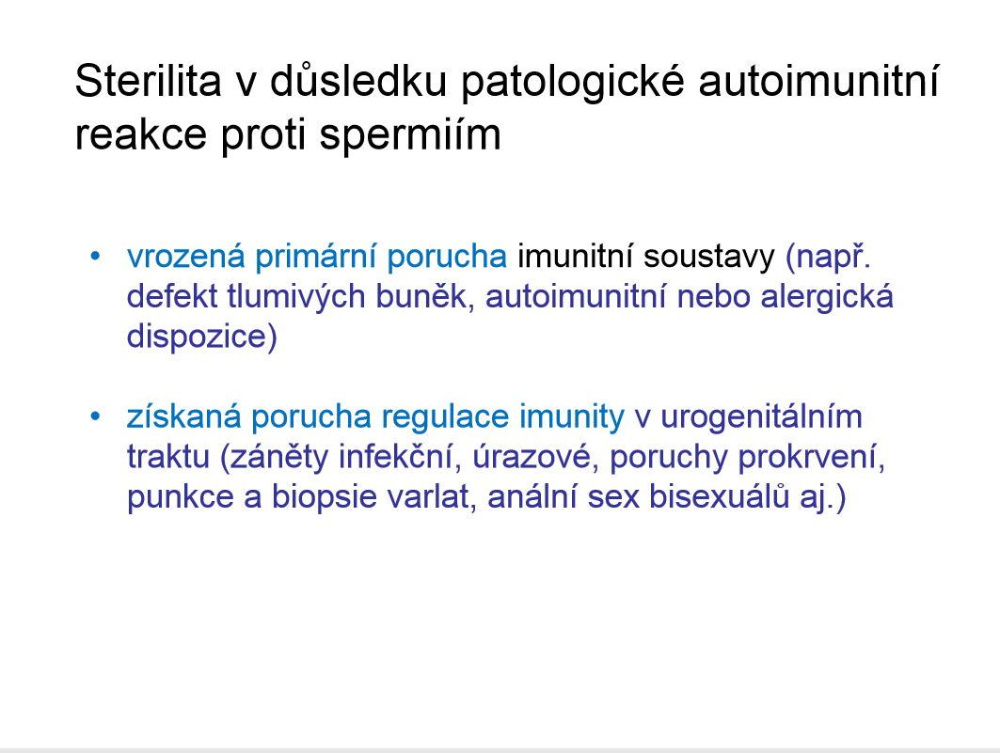 Sterilita v důsledku patologické autoimunitní
reakce proti spermiím
• vrozená primární porucha imunitní soustavy (např.
defekt tlumivých buněk, autoimunitní nebo alergická
dispozice)
• získaná porucha regulace imunity v urogenitálním
traktu (záněty infekční, úrazové, poruchy prokrvení,
punkce a biopsie varlat, anální sex bisexuálů aj.)